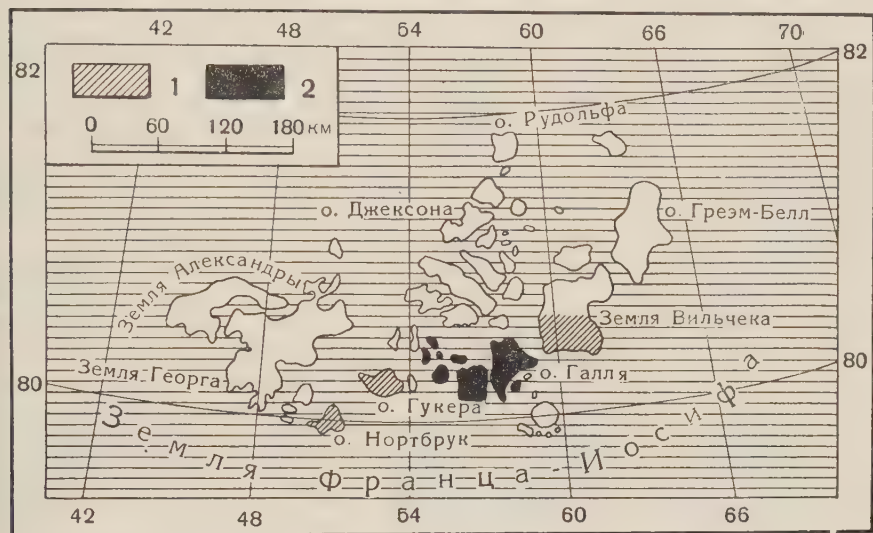 42 48 54 60 66 70
82 82
1 2
0 60 120 180 км
о. Рудольфа
о. Джексона
о. Греэм-Белл
Земля Александры
Земля Вильчека
Земля Георга
80 80
о. Галля
о. Гукера
о. Нортбрук
Земля Франца-Иосифа
42 48 54 60 66